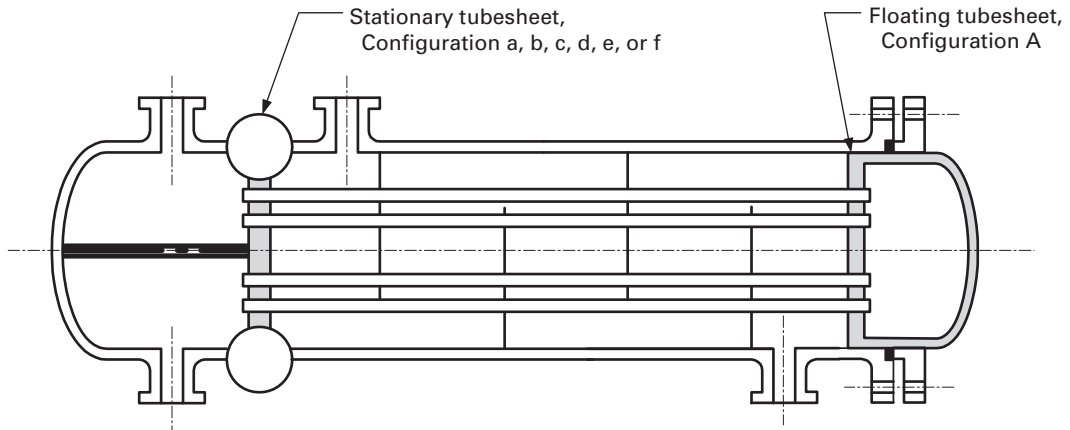 Stationary tubesheet,
Configuration a, b, c, d, e, or f
Floating tubesheet,
Configuration A